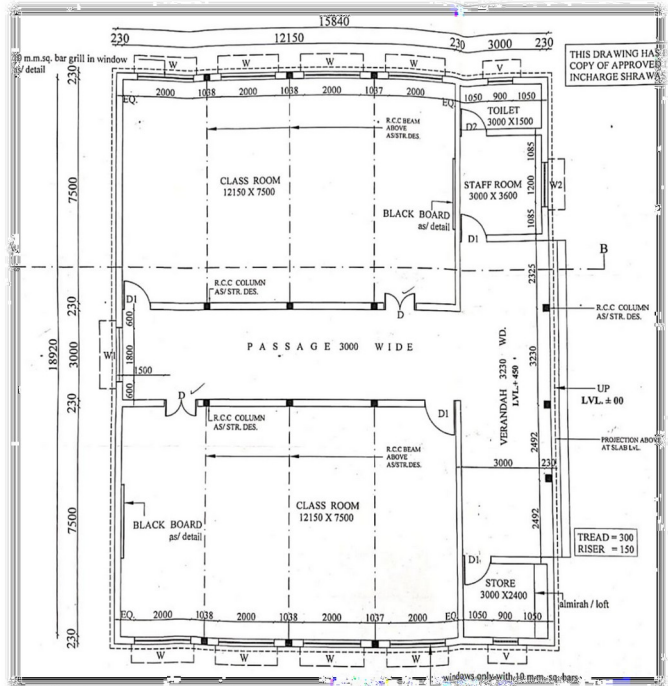 15840
230 12150 230 3000 230
m.m.sq. bar grill in window
s/ detail
W W W W V
THIS DRAWING HAS
COPY OF APPROVED
INCHARGE SHRAWA
230
EQ. 2000 1038 2000 1038 2000 1037 2000 EQ. 1050 900 1050
TOILET
3000 X1500
D2
R.C.C BEAM
ABOVE
AS/STR.DES.
1085
CLASS ROOM
12150 X 7500
STAFF ROOM
3000 X 3600
1200
W2
7500
BLACK BOARD
as/ detail
1085
D1
B
2325
R.C.C COLUMN
AS/ STR. DES.
D1
230
600
D
R.C.C COLUMN
AS/ STR. DES.
18920
3000
W1
1800
1500
PASSAGE 3000 WIDE
VERANDAH 3230 WD.
LVL.+ 450
3230
UP
LVL. ± 00
600
D
230
R.C.C COLUMN
AS/ STR. DES.
D1
2492
PROJECTION ABOVE
AT SLAB LvL.
R.C.C BEAM
ABOVE
AS/STR.DES.
3000 230
CLASS ROOM
12150 X 7500
7500
BLACK BOARD
as/ detail
2492
TREAD = 300
RISER = 150
D1
STORE
3000 X2400
almirah / loft
EQ. 2000 1038 2000 1038 2000 1037 2000 EQ. 1050 900 1050
230
W W W W V
windaws only with 10 m.m. sq. bars